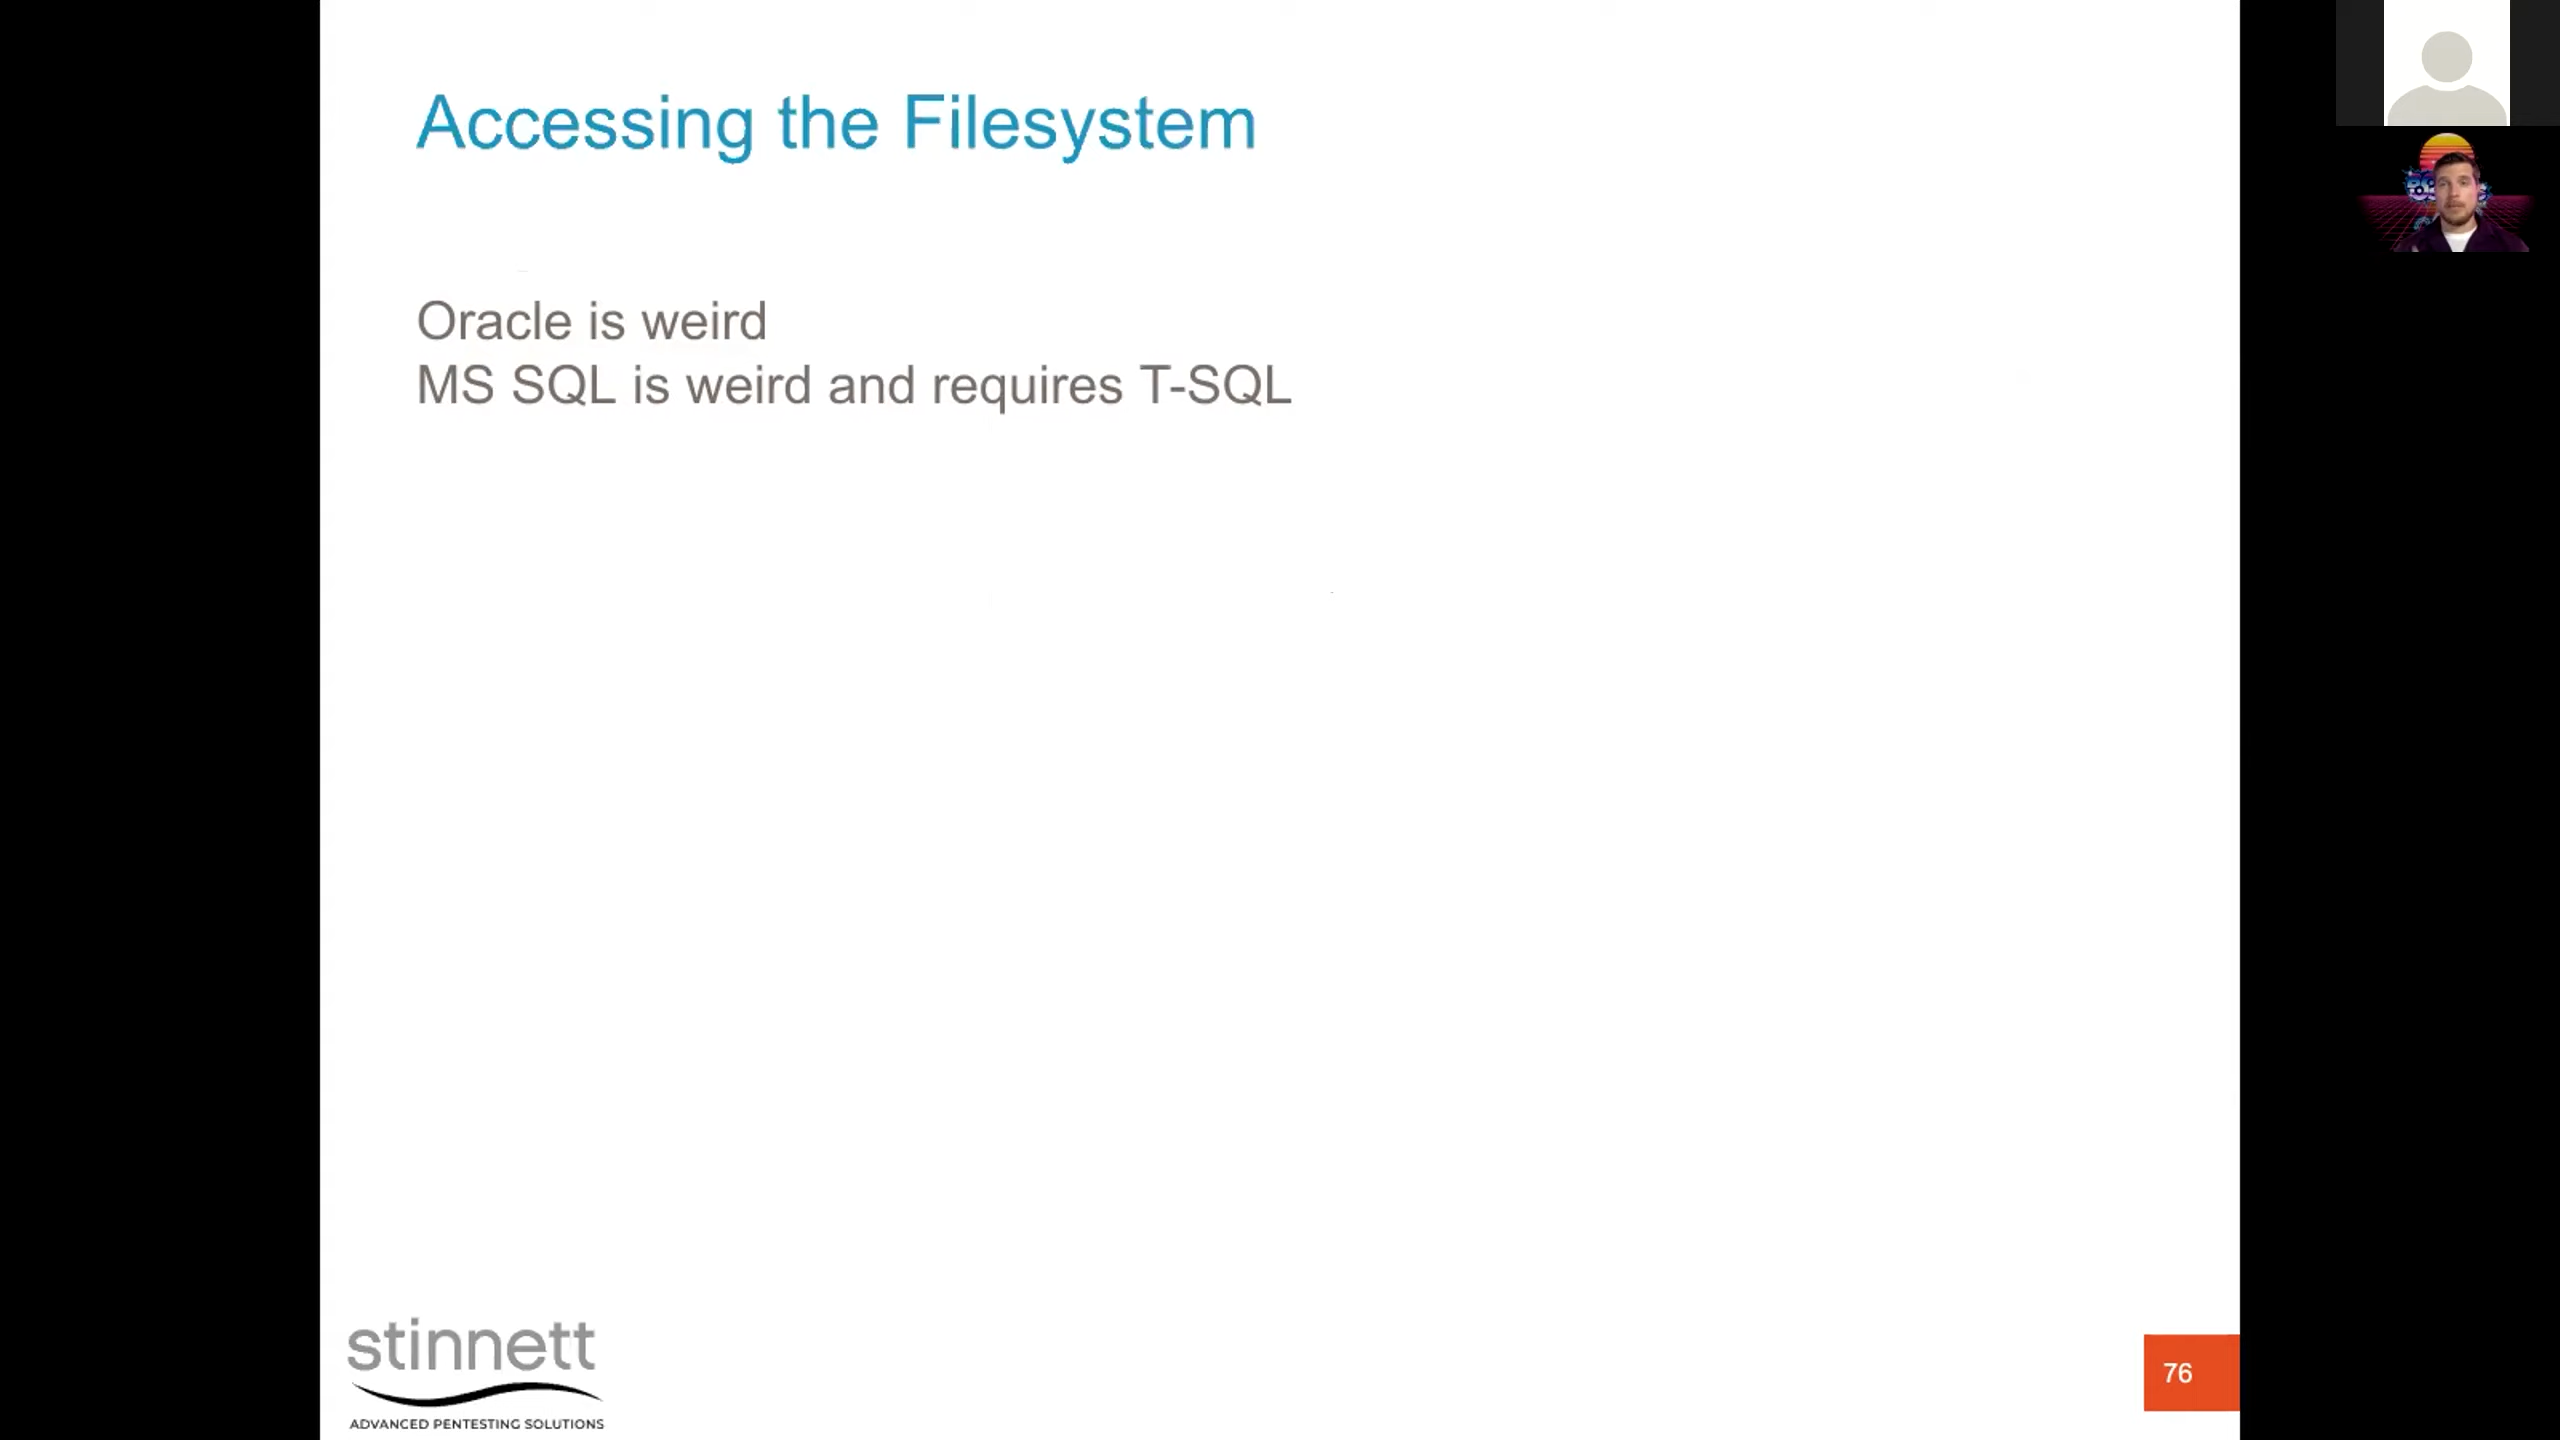 Accessing the Filesystem
Oracle is weird
MS SQL is weird and requires T-SQL
stinnett
ADVANCED PENTESTING SOLUTIONS
76